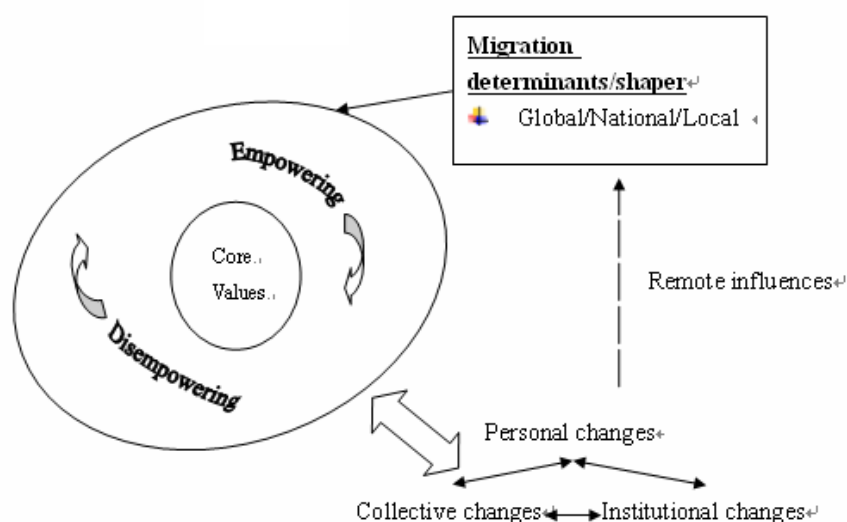 Migration
determinants/shaper
Global/National/Local
Empowering
Core
Values
Disempowering
Remote influences
Personal changes
Collective changes
Institutional changes